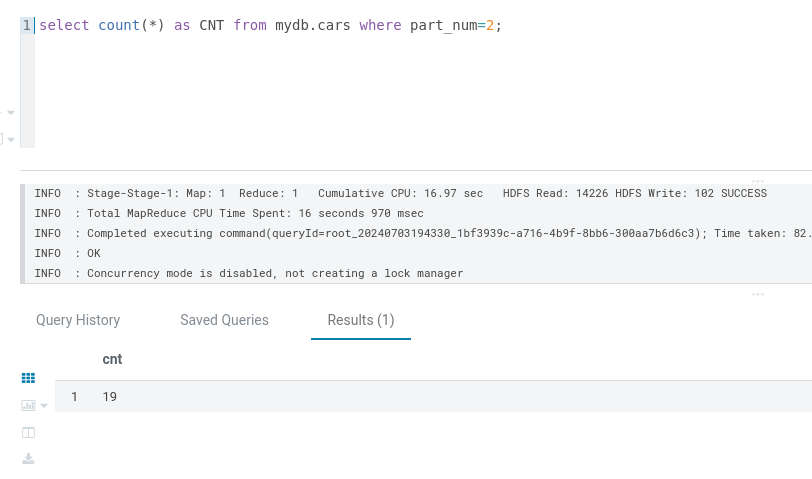 1 select count(*) as CNT from mydb.cars where part_num=2;
INFO : Stage-Stage-1: Map: 1 Reduce: 1 Cumulative CPU: 16.97 sec HDFS Read: 14226 HDFS Write: 102 SUCCESS
INFO : Total MapReduce CPU Time Spent: 16 seconds 970 msec
INFO : Completed executing command(queryId=root_20240703194330_1bf3939c-a716-4b9f-8bb6-300aa7b6d6c3); Time taken: 82.
INFO : OK
INFO : Concurrency mode is disabled, not creating a lock manager
Query History Saved Queries Results (1)
cnt
1 19